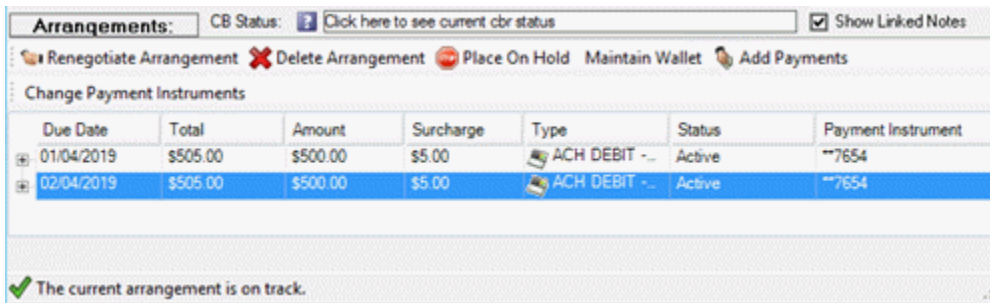 Arrangements: CB Status: ? Click here to see current cbr status Show Linked Notes
Renegotiate Arrangement Delete Arrangement Place On Hold Maintain Wallet Add Payments
Change Payment Instruments
Due Date Total Amount Surcharge Type Status Payment Instrument
01/04/2019 $505.00 $500.00 $5.00 ACH DEBIT -... Active **7654
02/04/2019 $505.00 $500.00 $5.00 ACH DEBIT -... Active **7654
The current arrangement is on track.